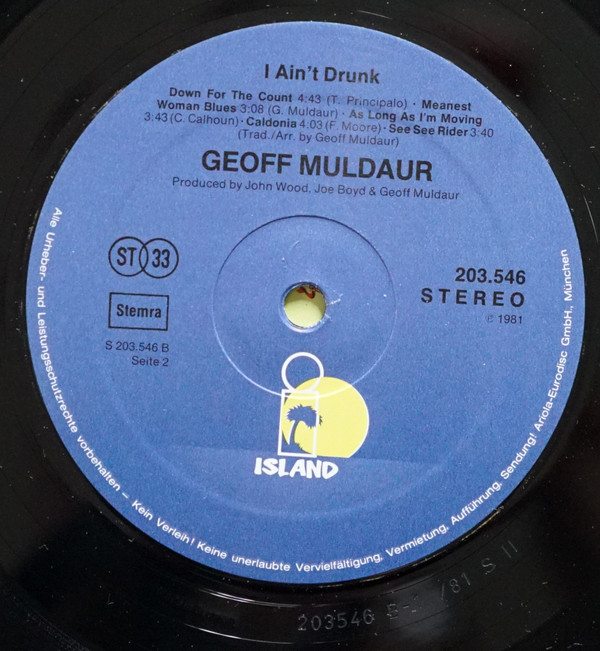 I Ain't Drunk
Down For The Count 4:43 (T. Principalo) · Meanest
Woman Blues 3:08 (G. Muldaur) · As Long As I'm Moving
3:43 (C. Calhoun) · Caldonia 4:03 (F. Moore) · See See Rider 3:40
(Trad./Arr. by Geoff Muldaur)
GEOFF MULDAUR
Produced by John Wood, Joe Boyd & Geoff Muldaur
ST 33
Stemra
S 203.546 B
Seite 2
203.546
STEREO
℗ 1981
ISLAND
Alle Urheber- und Leistungsschutzrechte vorbehalten – Kein Verleih! Keine unerlaubte Vervielfältigung, Vermietung, Aufführung, Sendung! Ariola-Eurodisc GmbH., München
203546 /81 S II